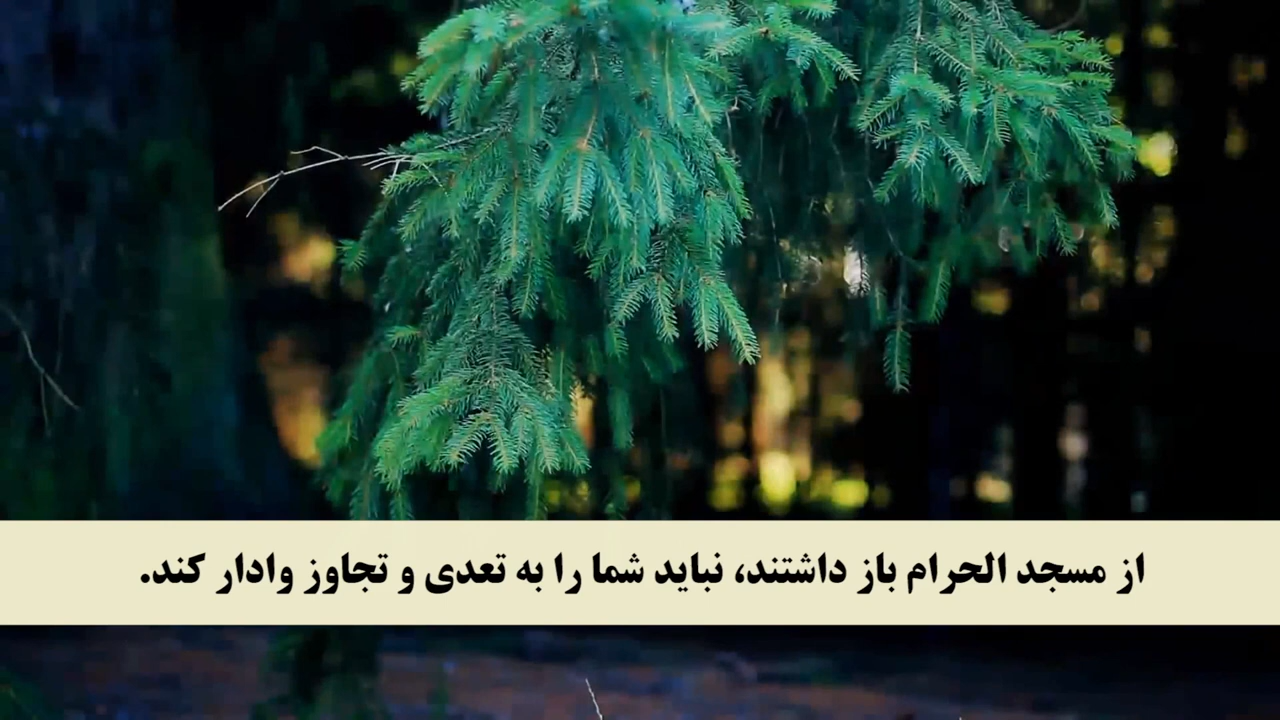 از مسجد الحرام باز داشتند، نباید شما را به تعدی و تجاوز وادار کند.